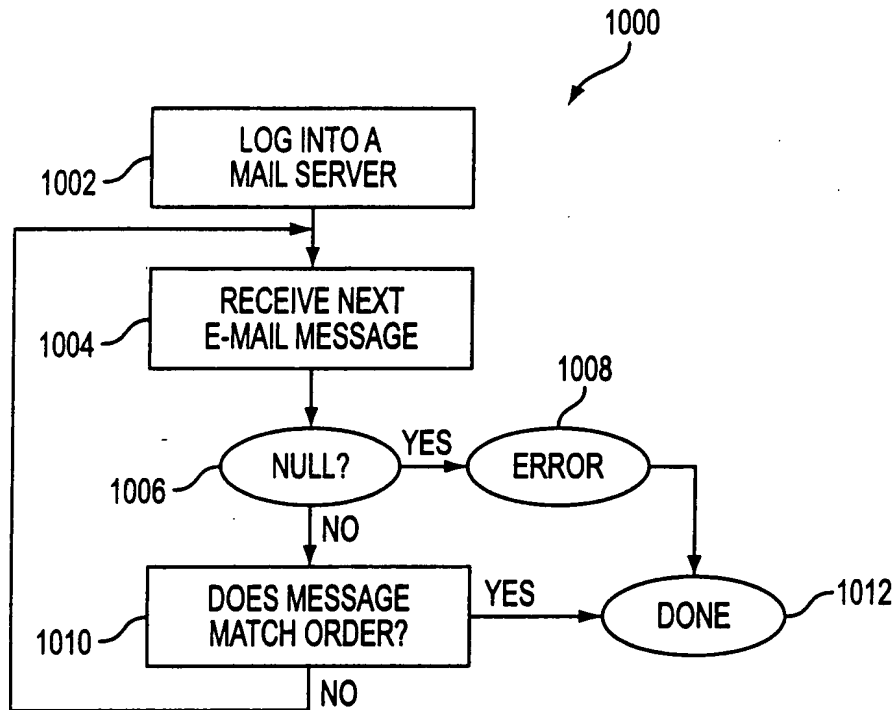 1000
LOG INTO A
MAIL SERVER
1002
RECEIVE NEXT
E-MAIL MESSAGE
1004
1008
NULL?
YES
ERROR
1006
NO
DOES MESSAGE
MATCH ORDER?
YES
DONE
1012
1010
NO